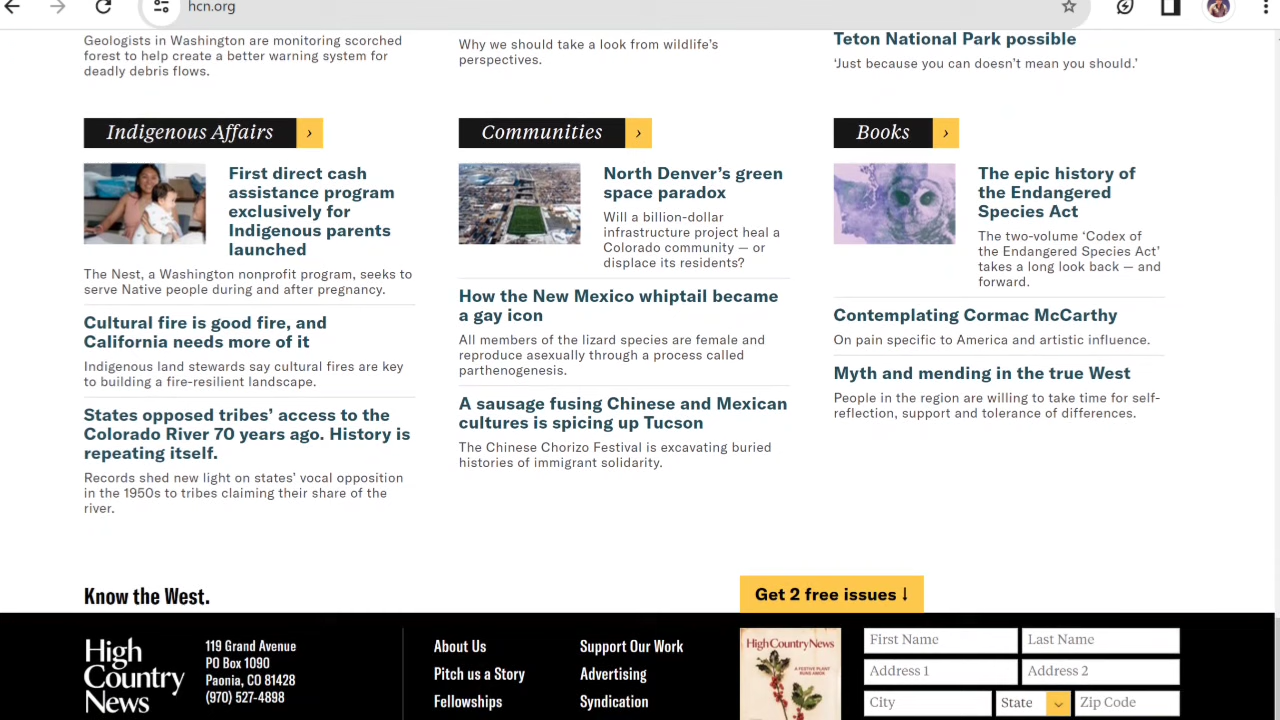 hcn.org
Geologists in Washington are monitoring scorched
forest to help create a better warning system for
deadly debris flows.
Why we should take a look from wildlife's
perspectives.
Teton National Park possible
'Just because you can doesn't mean you should.'
Indigenous Affairs ›
First direct cash
assistance program
exclusively for
Indigenous parents
launched
The Nest, a Washington nonprofit program, seeks to
serve Native people during and after pregnancy.
Cultural fire is good fire, and
California needs more of it
Indigenous land stewards say cultural fires are key
to building a fire-resilient landscape.
States opposed tribes' access to the
Colorado River 70 years ago. History is
repeating itself.
Records shed new light on states' vocal opposition
in the 1950s to tribes claiming their share of the
river.
Communities ›
North Denver's green
space paradox
Will a billion-dollar
infrastructure project heal a
Colorado community — or
displace its residents?
How the New Mexico whiptail became
a gay icon
All members of the lizard species are female and
reproduce asexually through a process called
parthenogenesis.
A sausage fusing Chinese and Mexican
cultures is spicing up Tucson
The Chinese Chorizo Festival is excavating buried
histories of immigrant solidarity.
Books ›
The epic history of
the Endangered
Species Act
The two-volume 'Codex of
the Endangered Species Act'
takes a long look back — and
forward.
Contemplating Cormac McCarthy
On pain specific to America and artistic influence.
Myth and mending in the true West
People in the region are willing to take time for self-
reflection, support and tolerance of differences.
Know the West.
Get 2 free issues ↓
High
Country
News
119 Grand Avenue
PO Box 1090
Paonia, CO 81428
(970) 527-4898
About Us
Pitch us a Story
Fellowships
Support Our Work
Advertising
Syndication
High Country News
A FESTIVE PLANT
RUNS AMOK
First Name
Last Name
Address 1
Address 2
City
State
Zip Code